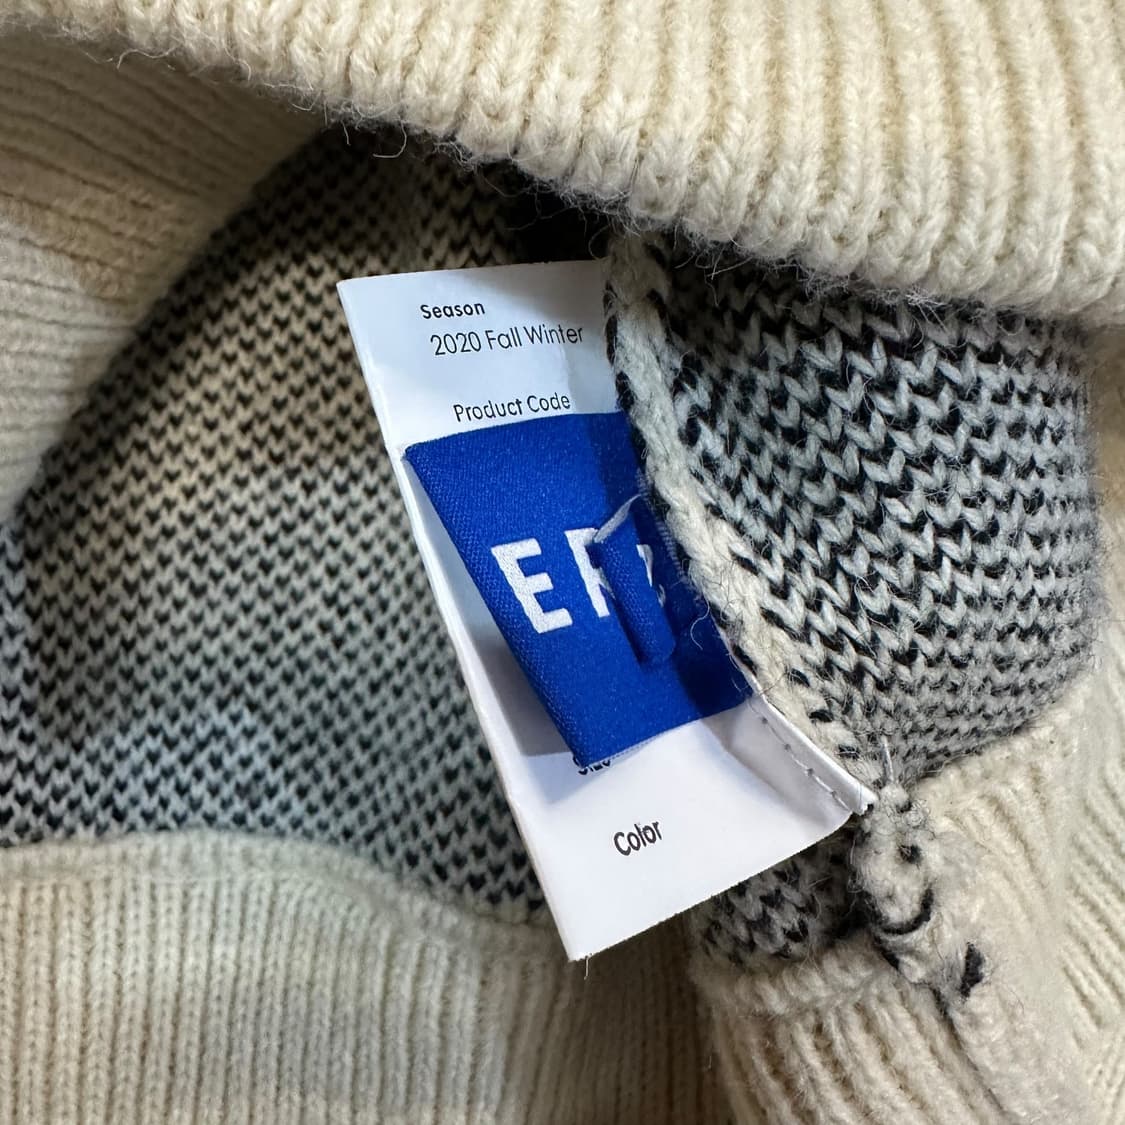 Season
2020 Fall Winter
Product Code
Color